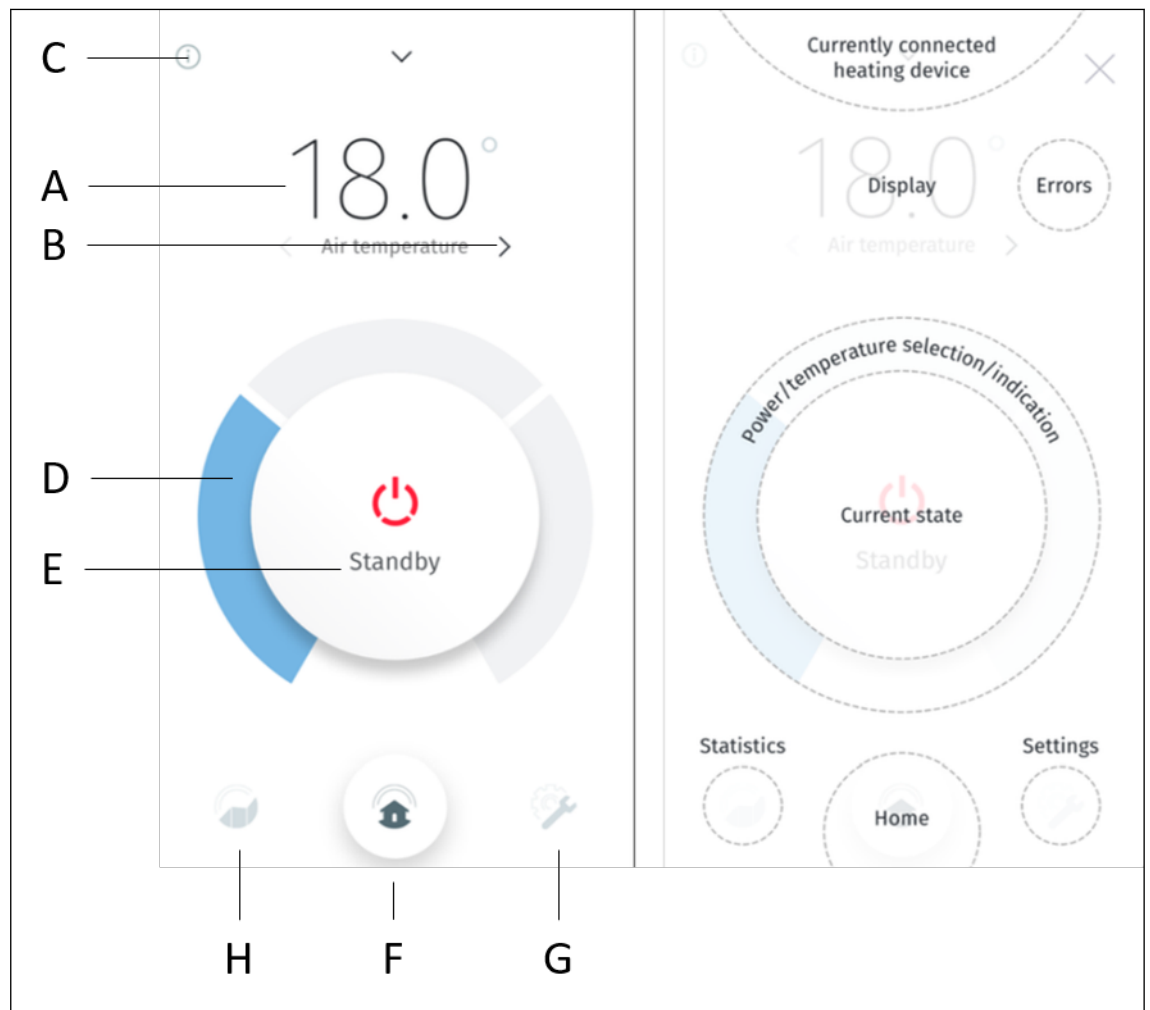 C
A
18.0°
B
Air temperature
D
E
Standby
H
F
G
Currently connected
heating device
18.0°
Display
Errors
Air temperature
Power/temperature selection/indication
Current state
Standby
Statistics
Settings
Home